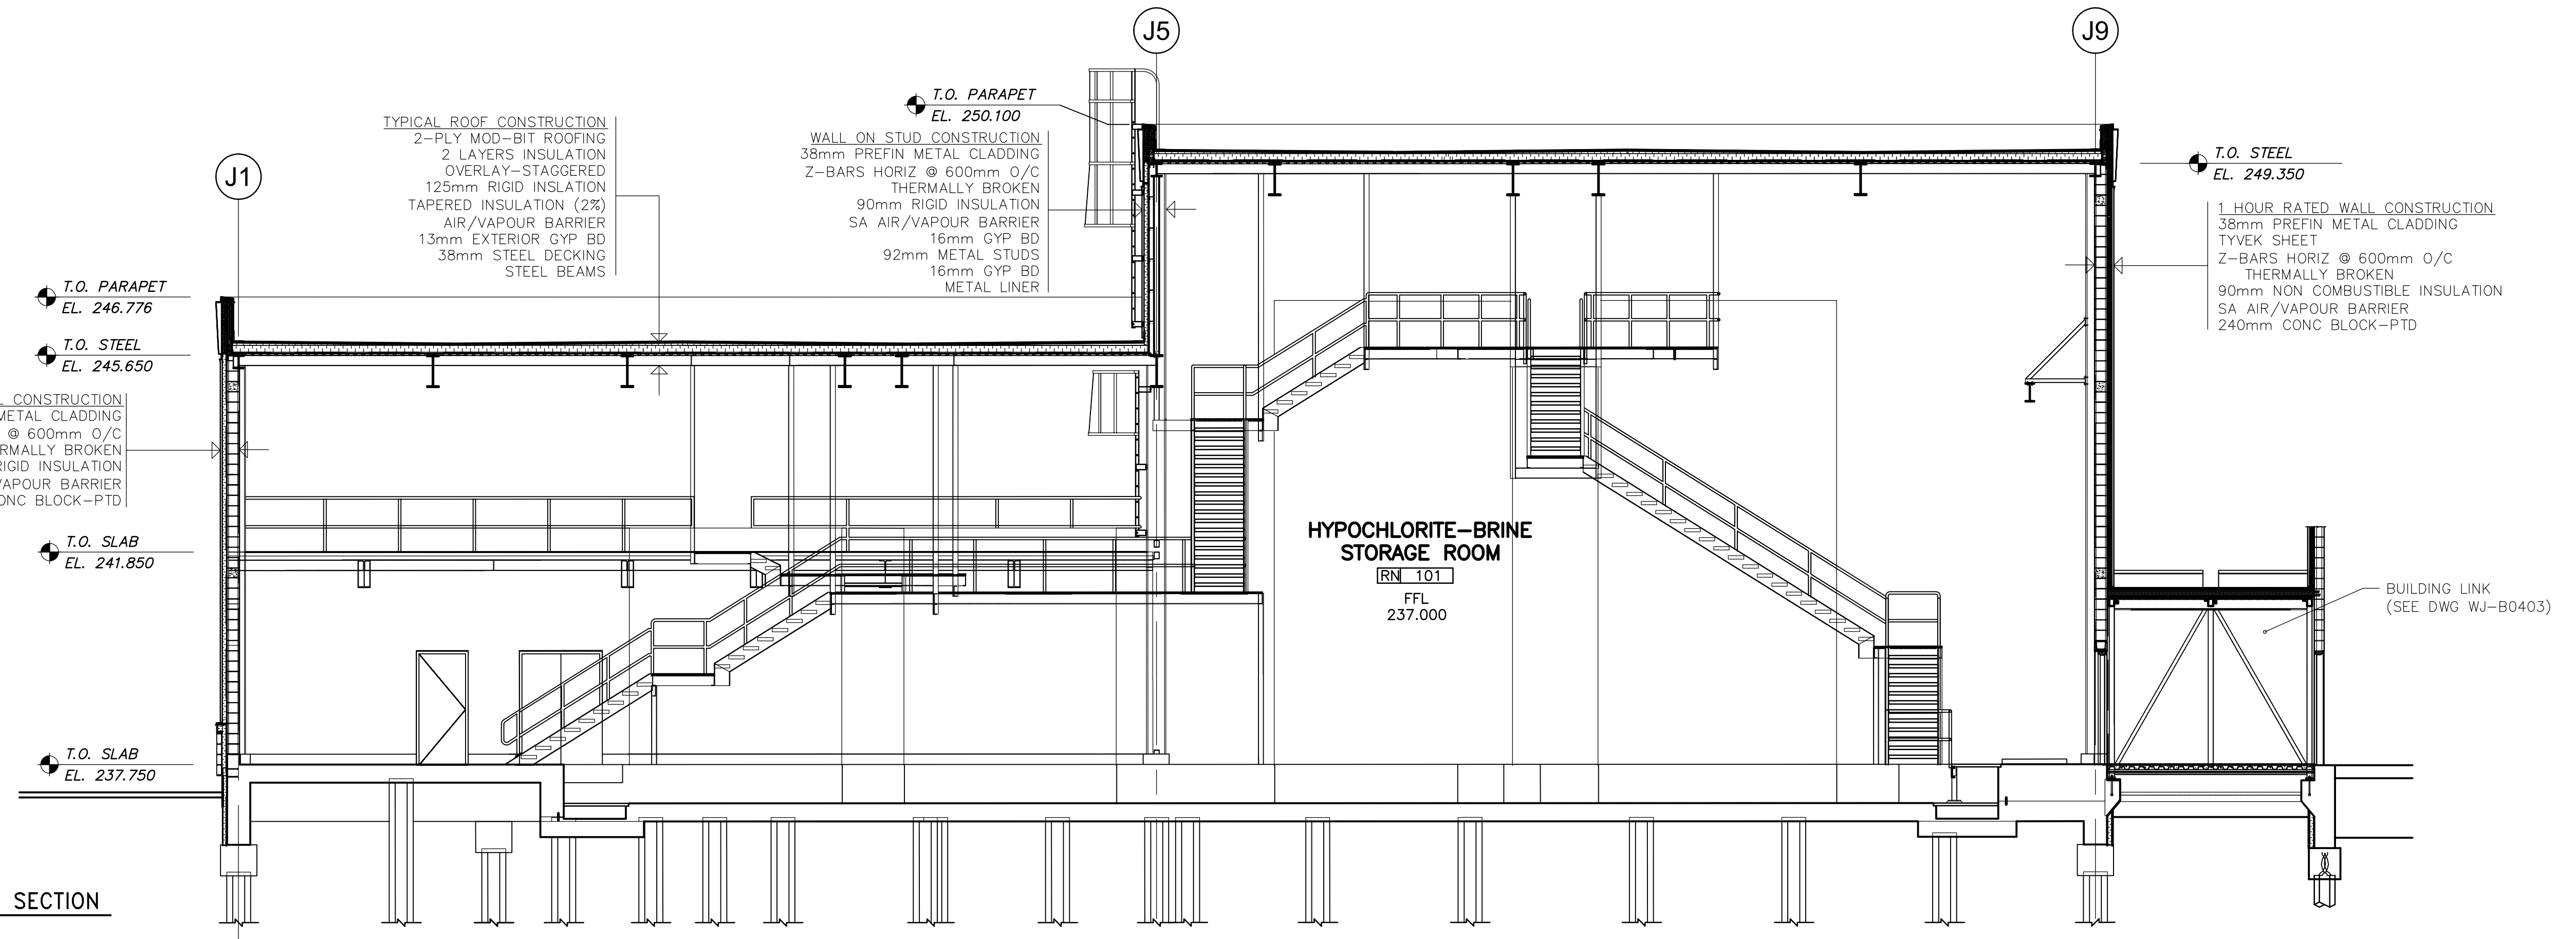 J5
J9
J1
T.O. PARAPET
EL. 250.100
TYPICAL ROOF CONSTRUCTION
2-PLY MOD-BIT ROOFING
2 LAYERS INSULATION
OVERLAY-STAGGERED
125mm RIGID INSLATION
TAPERED INSULATION (2%)
AIR/VAPOUR BARRIER
13mm EXTERIOR GYP BD
38mm STEEL DECKING
STEEL BEAMS
WALL ON STUD CONSTRUCTION
38mm PREFIN METAL CLADDING
Z-BARS HORIZ @ 600mm O/C
THERMALLY BROKEN
90mm RIGID INSULATION
SA AIR/VAPOUR BARRIER
16mm GYP BD
92mm METAL STUDS
16mm GYP BD
METAL LINER
T.O. STEEL
EL. 249.350
1 HOUR RATED WALL CONSTRUCTION
38mm PREFIN METAL CLADDING
TYVEK SHEET
Z-BARS HORIZ @ 600mm O/C
THERMALLY BROKEN
90mm NON COMBUSTIBLE INSULATION
SA AIR/VAPOUR BARRIER
240mm CONC BLOCK-PTD
T.O. PARAPET
EL. 246.776
T.O. STEEL
EL. 245.650
CONSTRUCTION
METAL CLADDING
@ 600mm O/C
BROKEN
INSULATION
BARRIER
BLOCK-PTD
T.O. SLAB
EL. 241.850
HYPOCHLORITE-BRINE
STORAGE ROOM
RN 101
FFL
237.000
BUILDING LINK
(SEE DWG WJ-B0403)
T.O. SLAB
EL. 237.750
SECTION